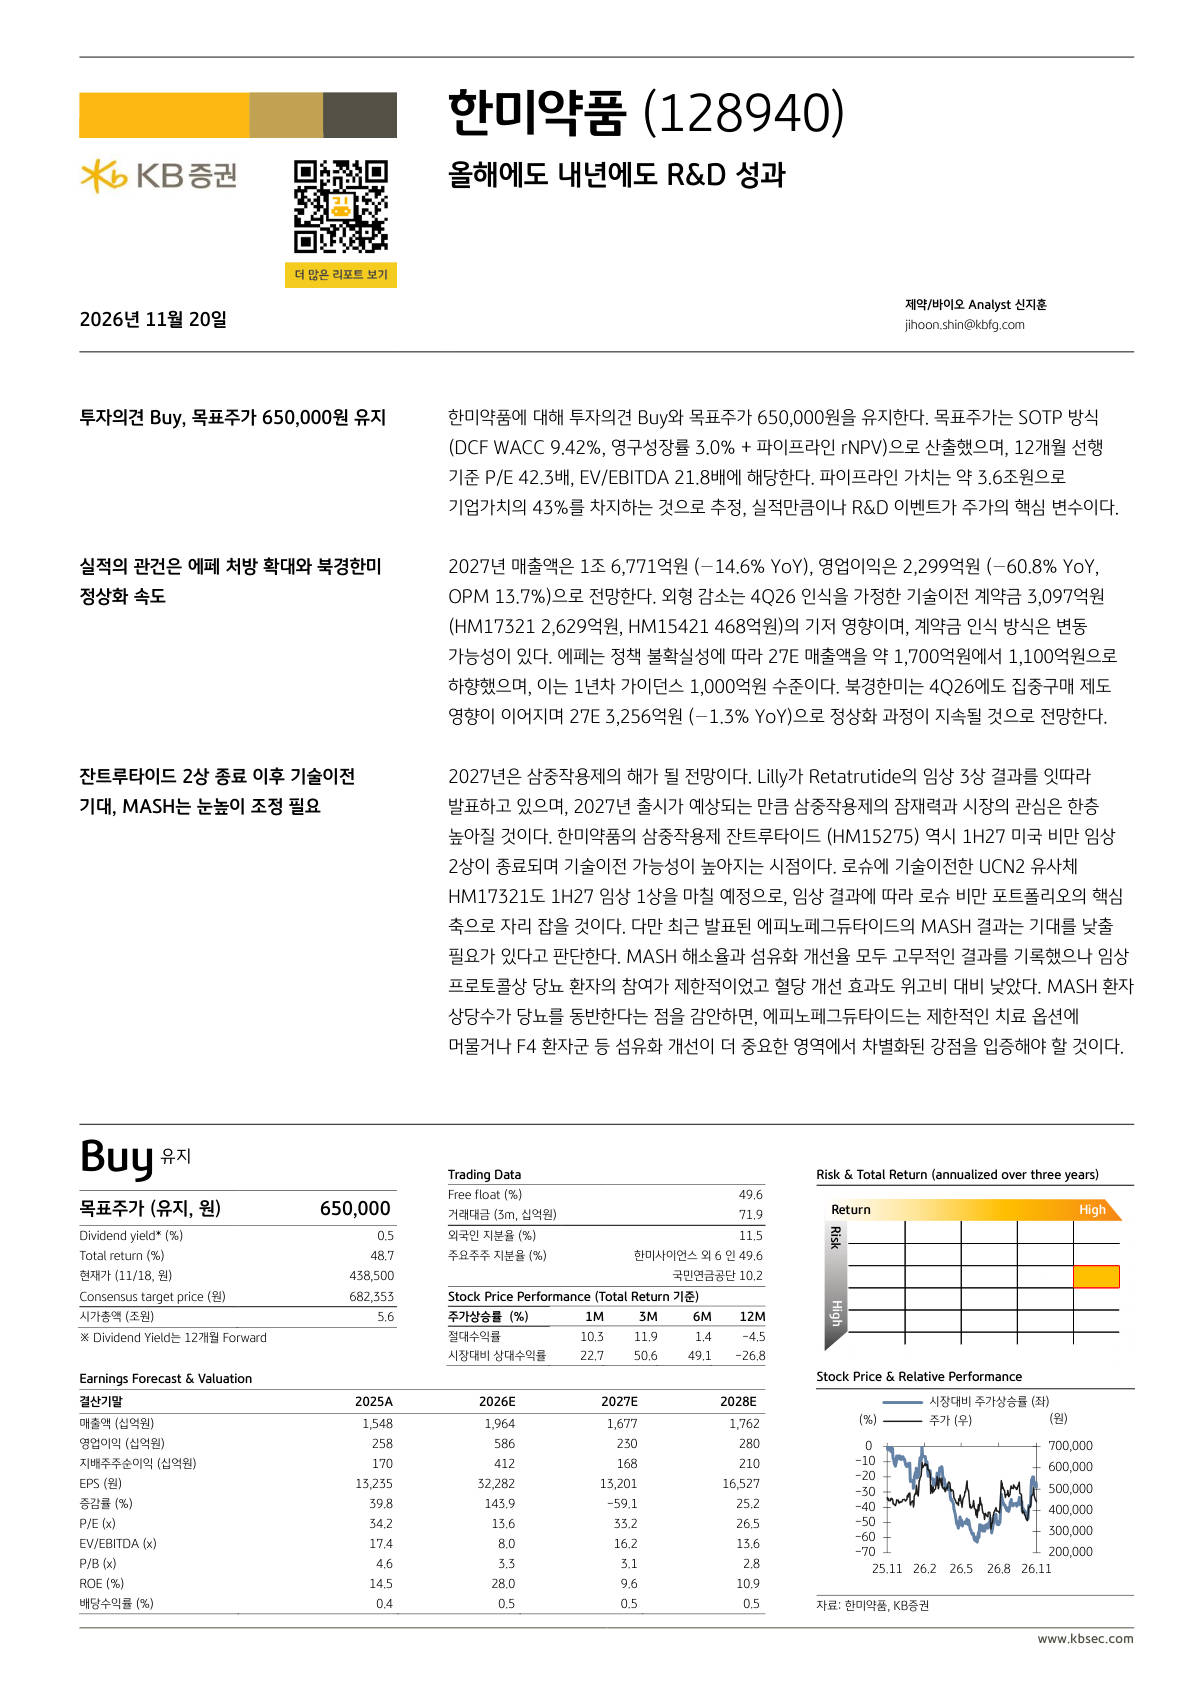 한미약품 (128940)
올해에도 내년에도 R&D 성과
KB증권
더 많은 리포트 보기
2026년 11월 20일
제약/바이오 Analyst 신지훈
jihoon.shin@kbfg.com
투자의견 Buy, 목표주가 650,000원 유지
한미약품에 대해 투자의견 Buy와 목표주가 650,000원을 유지한다. 목표주가는 SOTP 방식
(DCF WACC 9.42%, 영구성장률 3.0% + 파이프라인 rNPV)으로 산출했으며, 12개월 선행
기준 P/E 42.3배, EV/EBITDA 21.8배에 해당한다. 파이프라인 가치는 약 3.6조원으로
기업가치의 43%를 차지하는 것으로 추정, 실적만큼이나 R&D 이벤트가 주가의 핵심 변수이다.
실적의 관건은 에페 처방 확대와 북경한미
정상화 속도
2027년 매출액은 1조 6,771억원 (−14.6% YoY), 영업이익은 2,299억원 (−60.8% YoY,
OPM 13.7%)으로 전망한다. 외형 감소는 4Q26 인식을 가정한 기술이전 계약금 3,097억원
(HM17321 2,629억원, HM15421 468억원)의 기저 영향이며, 계약금 인식 방식은 변동
가능성이 있다. 에페는 정책 불확실성에 따라 27E 매출액을 약 1,700억원에서 1,100억원으로
하향했으며, 이는 1년차 가이던스 1,000억원 수준이다. 북경한미는 4Q26에도 집중구매 제도
영향이 이어지며 27E 3,256억원 (−1.3% YoY)으로 정상화 과정이 지속될 것으로 전망한다.
잔트루타이드 2상 종료 이후 기술이전
기대, MASH는 눈높이 조정 필요
2027년은 삼중작용제의 해가 될 전망이다. Lilly가 Retatrutide의 임상 3상 결과를 잇따라
발표하고 있으며, 2027년 출시가 예상되는 만큼 삼중작용제의 잠재력과 시장의 관심은 한층
높아질 것이다. 한미약품의 삼중작용제 잔트루타이드 (HM15275) 역시 1H27 미국 비만 임상
2상이 종료되며 기술이전 가능성이 높아지는 시점이다. 로슈에 기술이전한 UCN2 유사체
HM17321도 1H27 임상 1상을 마칠 예정으로, 임상 결과에 따라 로슈 비만 포트폴리오의 핵심
축으로 자리 잡을 것이다. 다만 최근 발표된 에피노페그듀타이드의 MASH 결과는 기대를 낮출
필요가 있다고 판단한다. MASH 해소율과 섬유화 개선율 모두 고무적인 결과를 기록했으나 임상
프로토콜상 당뇨 환자의 참여가 제한적이었고 혈당 개선 효과도 위고비 대비 낮았다. MASH 환자
상당수가 당뇨를 동반한다는 점을 감안하면, 에피노페그듀타이드는 제한적인 치료 옵션에
머물거나 F4 환자군 등 섬유화 개선이 더 중요한 영역에서 차별화된 강점을 입증해야 할 것이다.
Buy 유지
목표주가 (유지, 원) 650,000
Dividend yield* (%) 0.5
Total return (%) 48.7
현재가 (11/18, 원) 438,500
Consensus target price (원) 682,353
시가총액 (조원) 5.6
※ Dividend Yield는 12개월 Forward
Trading Data
Free float (%) 49.6
거래대금 (3m, 십억원) 71.9
외국인 지분율 (%) 11.5
주요주주 지분율 (%) 한미사이언스 외 6 인 49.6
국민연금공단 10.2
Stock Price Performance (Total Return 기준)
주가상승률 (%) 1M 3M 6M 12M
절대수익률 10.3 11.9 1.4 −4.5
시장대비 상대수익률 22.7 50.6 49.1 −26.8
Risk & Total Return (annualized over three years)
Return High
Risk
High
Earnings Forecast & Valuation
결산기말 2025A 2026E 2027E 2028E
매출액 (십억원) 1,548 1,964 1,677 1,762
영업이익 (십억원) 258 586 230 280
지배주주순이익 (십억원) 170 412 168 210
EPS (원) 13,235 32,282 13,201 16,527
증감률 (%) 39.8 143.9 −59.1 25.2
P/E (x) 34.2 13.6 33.2 26.5
EV/EBITDA (x) 17.4 8.0 16.2 13.6
P/B (x) 4.6 3.3 3.1 2.8
ROE (%) 14.5 28.0 9.6 10.9
배당수익률 (%) 0.4 0.5 0.5 0.5
Stock Price & Relative Performance
시장대비 주가상승률 (좌)
(%) 주가 (우) (원)
0 700,000
−10 600,000
−20
−30 500,000
−40 400,000
−50
−60 300,000
−70 200,000
25.11 26.2 26.5 26.8 26.11
자료: 한미약품, KB증권
www.kbsec.com